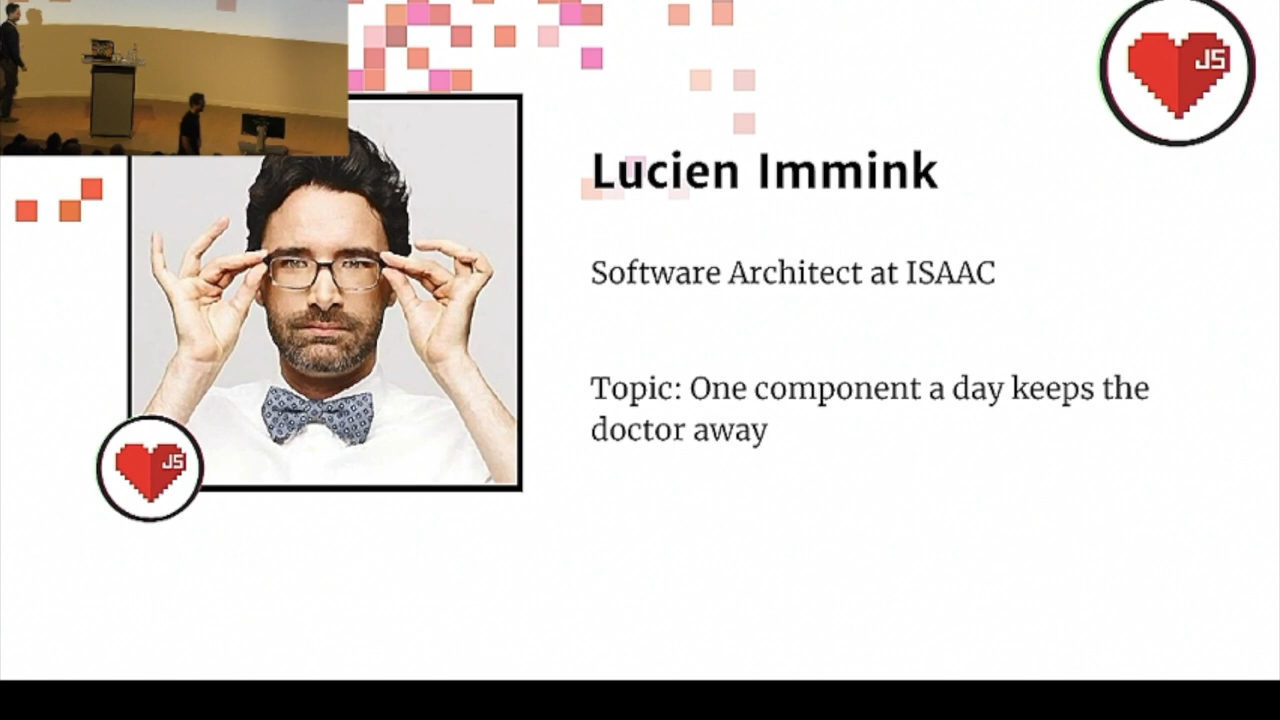 JS
Lucien Immink
Software Architect at ISAAC
Topic: One component a day keeps the
doctor away
JS